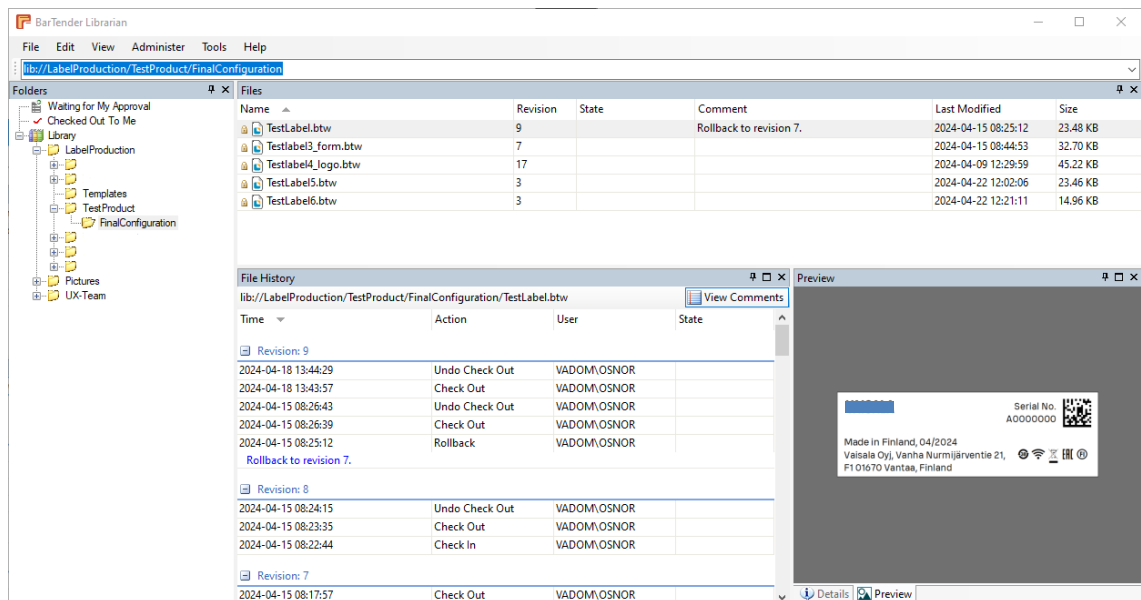 BarTender Librarian
File Edit View Administer Tools Help
lib://LabelProduction/TestProduct/FinalConfiguration
Folders
Waiting for My Approval
Checked Out To Me
Library
LabelProduction
Templates
TestProduct
FinalConfiguration
Pictures
UX-Team
Files
Name Revision State Comment Last Modified Size
TestLabel.btw 9 Rollback to revision 7. 2024-04-15 08:25:12 23.48 KB
Testlabel3_form.btw 7 2024-04-15 08:44:53 32.70 KB
Testlabel4_logo.btw 17 2024-04-09 12:29:59 45.22 KB
TestLabel5.btw 3 2024-04-22 12:02:06 23.46 KB
TestLabel6.btw 3 2024-04-22 12:21:11 14.96 KB
File History
lib://LabelProduction/TestProduct/FinalConfiguration/TestLabel.btw View Comments
Time Action User State
Revision: 9
2024-04-18 13:44:29 Undo Check Out VADOM\OSNOR
2024-04-18 13:43:57 Check Out VADOM\OSNOR
2024-04-15 08:26:43 Undo Check Out VADOM\OSNOR
2024-04-15 08:26:39 Check Out VADOM\OSNOR
2024-04-15 08:25:12 Rollback VADOM\OSNOR
Rollback to revision 7.
Revision: 8
2024-04-15 08:24:15 Undo Check Out VADOM\OSNOR
2024-04-15 08:23:35 Check Out VADOM\OSNOR
2024-04-15 08:22:44 Check In VADOM\OSNOR
Revision: 7
2024-04-15 08:17:57 Check Out VADOM\OSNOR
Preview
Serial No.
A0000000
Made in Finland, 04/2024
Vaisala Oyj, Vanha Nurmijärventie 21,
F1 01670 Vantaa, Finland
Details Preview